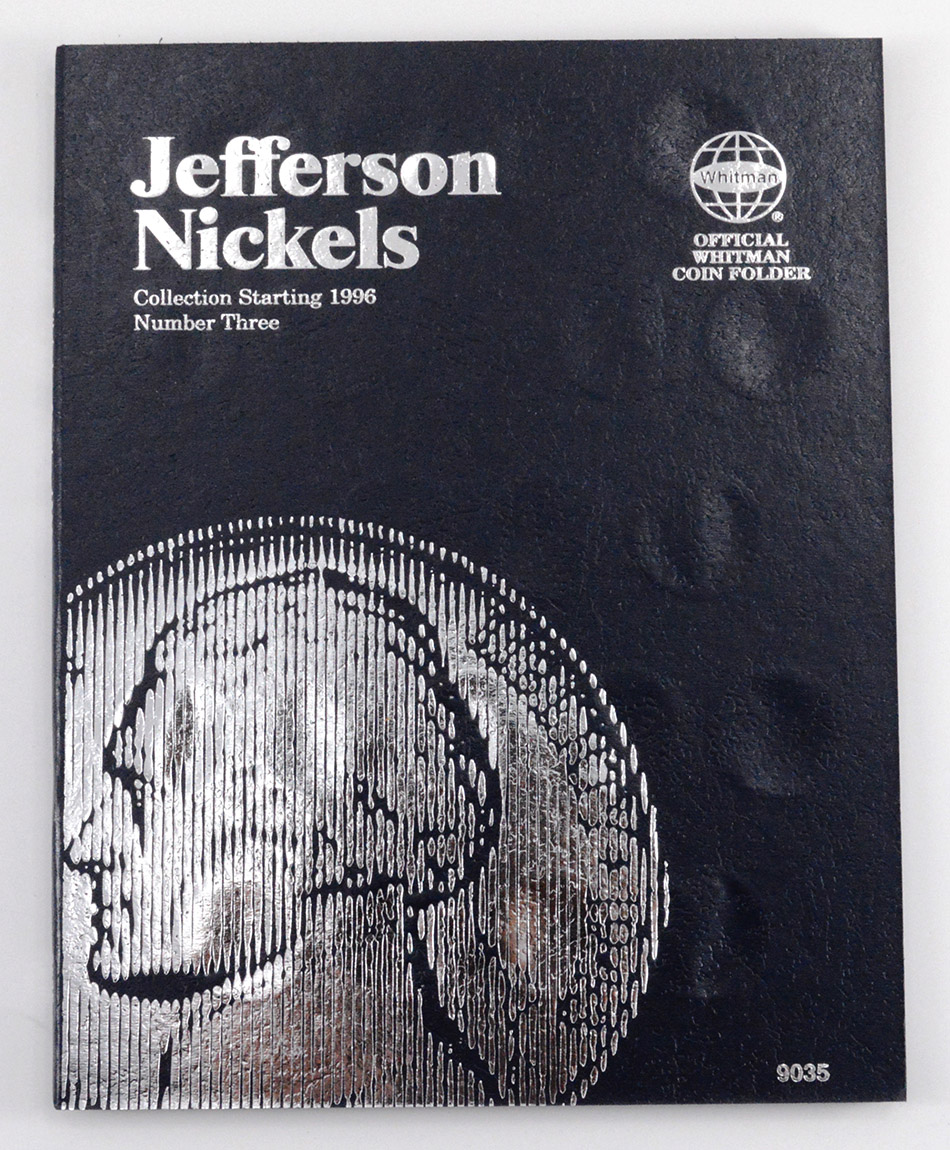 Jefferson
Nickels
Collection Starting 1996
Number Three
Whitman
®
OFFICIAL
WHITMAN
COIN FOLDER
9035